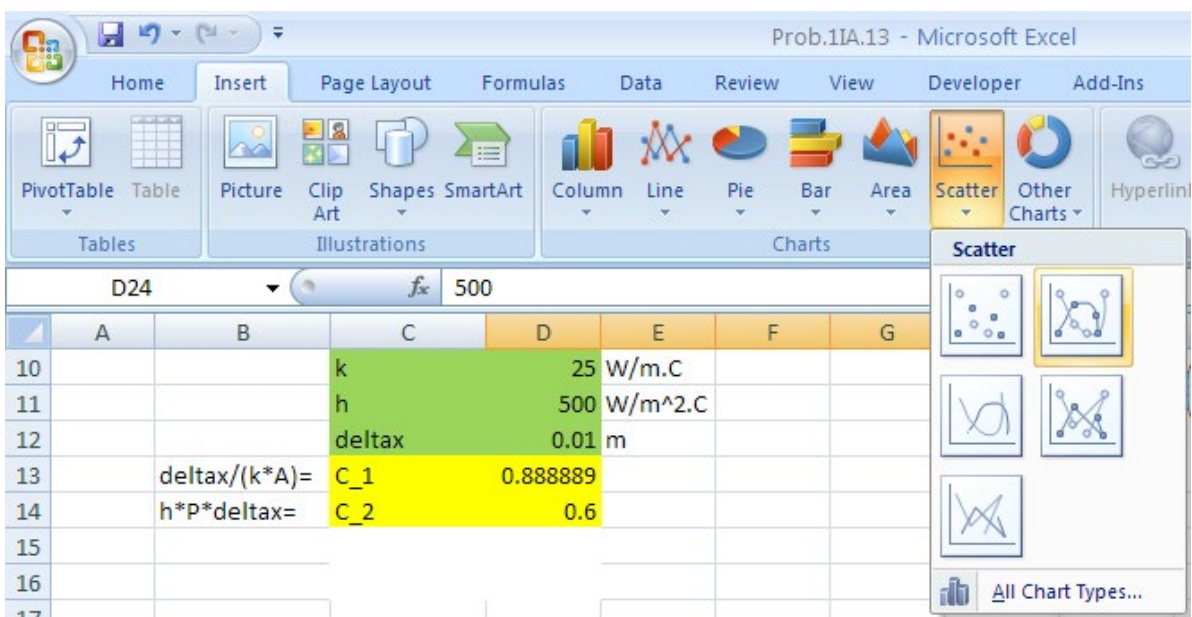 Prob.1IA.13 - Microsoft Excel
Home Insert Page Layout Formulas Data Review View Developer Add-Ins
PivotTable Table Picture Clip Art Shapes SmartArt Column Line Pie Bar Area Scatter Other Charts Hyperlin
Tables Illustrations Charts
Scatter
D24 fx 500
A B C D E F G
10 k 25 W/m.C
11 h 500 W/m^2.C
12 deltax 0.01 m
13 deltax/(k*A)= C_1 0.888889
14 h*P*deltax= C_2 0.6
15
16
17
All Chart Types...